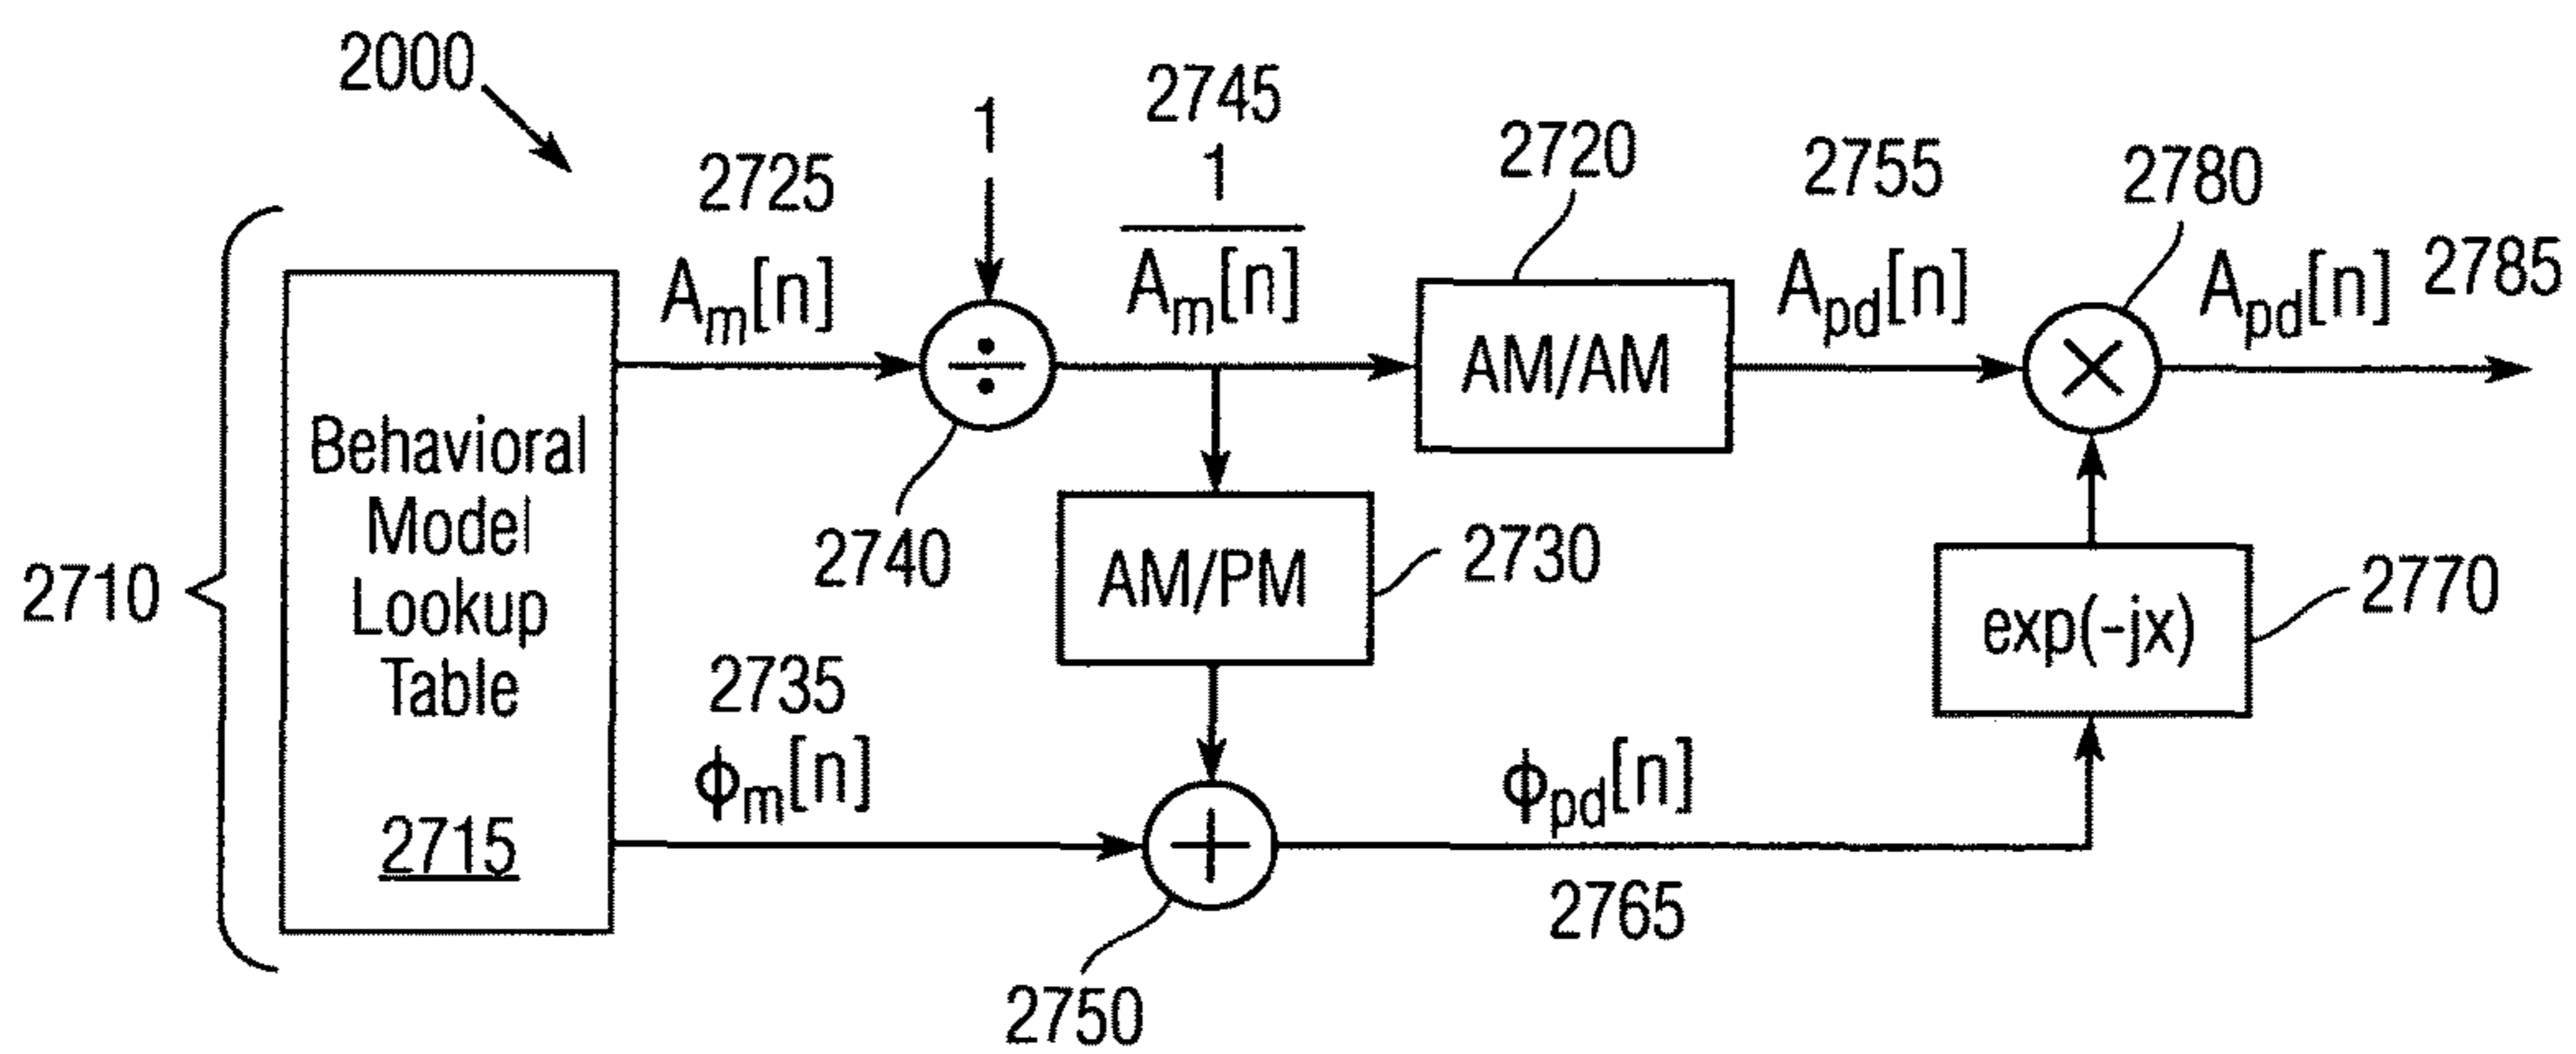 2000
2710
Behavioral
Model
Lookup
Table
2715
2725
A_m[n]
1
÷
2740
2745
1
A_m[n]
2720
AM/AM
2755
A_pd[n]
2780
×
A_pd[n]
2785
AM/PM
2730
exp(-jx)
2770
2735
ϕ_m[n]
+
2750
ϕ_pd[n]
2765